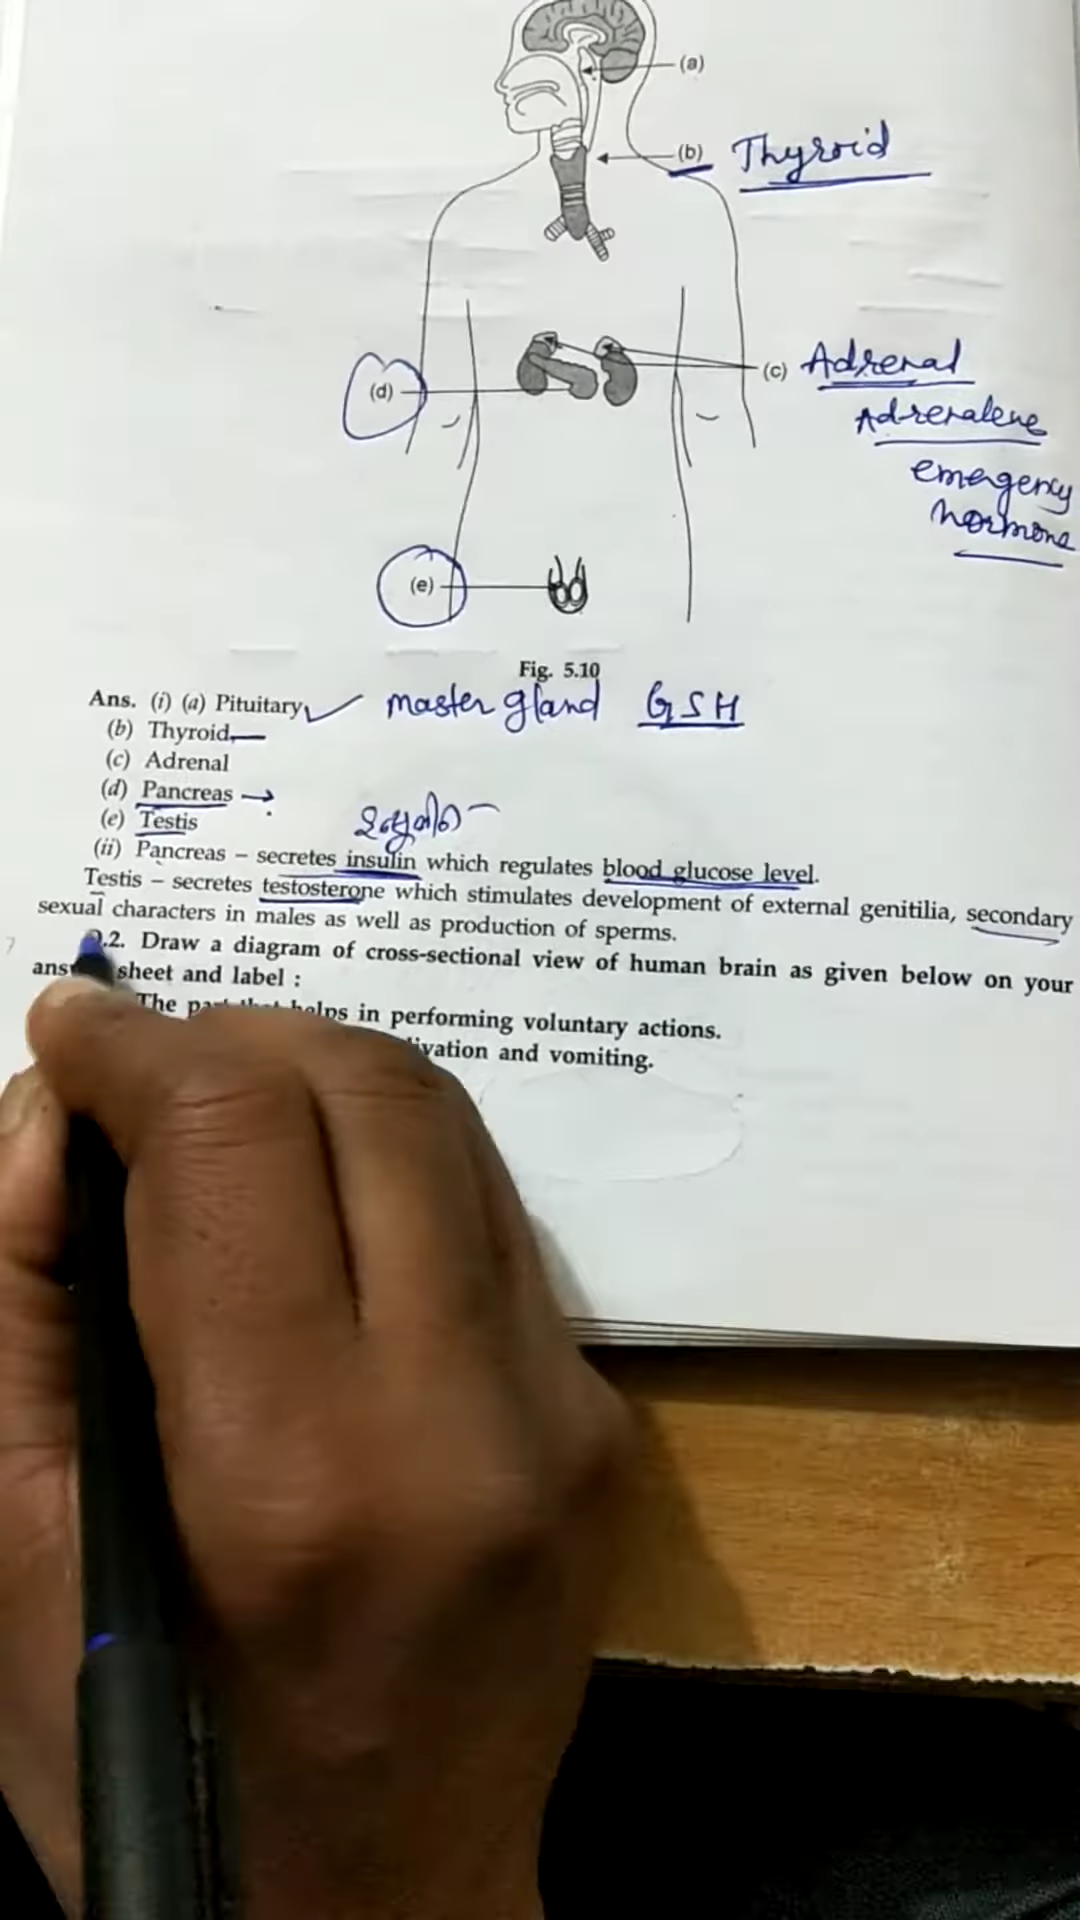 (a)
(b) Thyroid
(c) Adrenal
Adrenalene
emergency
hormone
(d)
(e)
Fig. 5.10
Ans. (i) (a) Pituitary master gland GSH
(b) Thyroid
(c) Adrenal
(d) Pancreas →
(e) Testis
(ii) Pancreas – secretes insulin which regulates blood glucose level.
Testis – secretes testosterone which stimulates development of external genitilia, secondary
sexual characters in males as well as production of sperms.
.2. Draw a diagram of cross-sectional view of human brain as given below on your
sheet and label :
The helps in performing voluntary actions.
and vomiting.